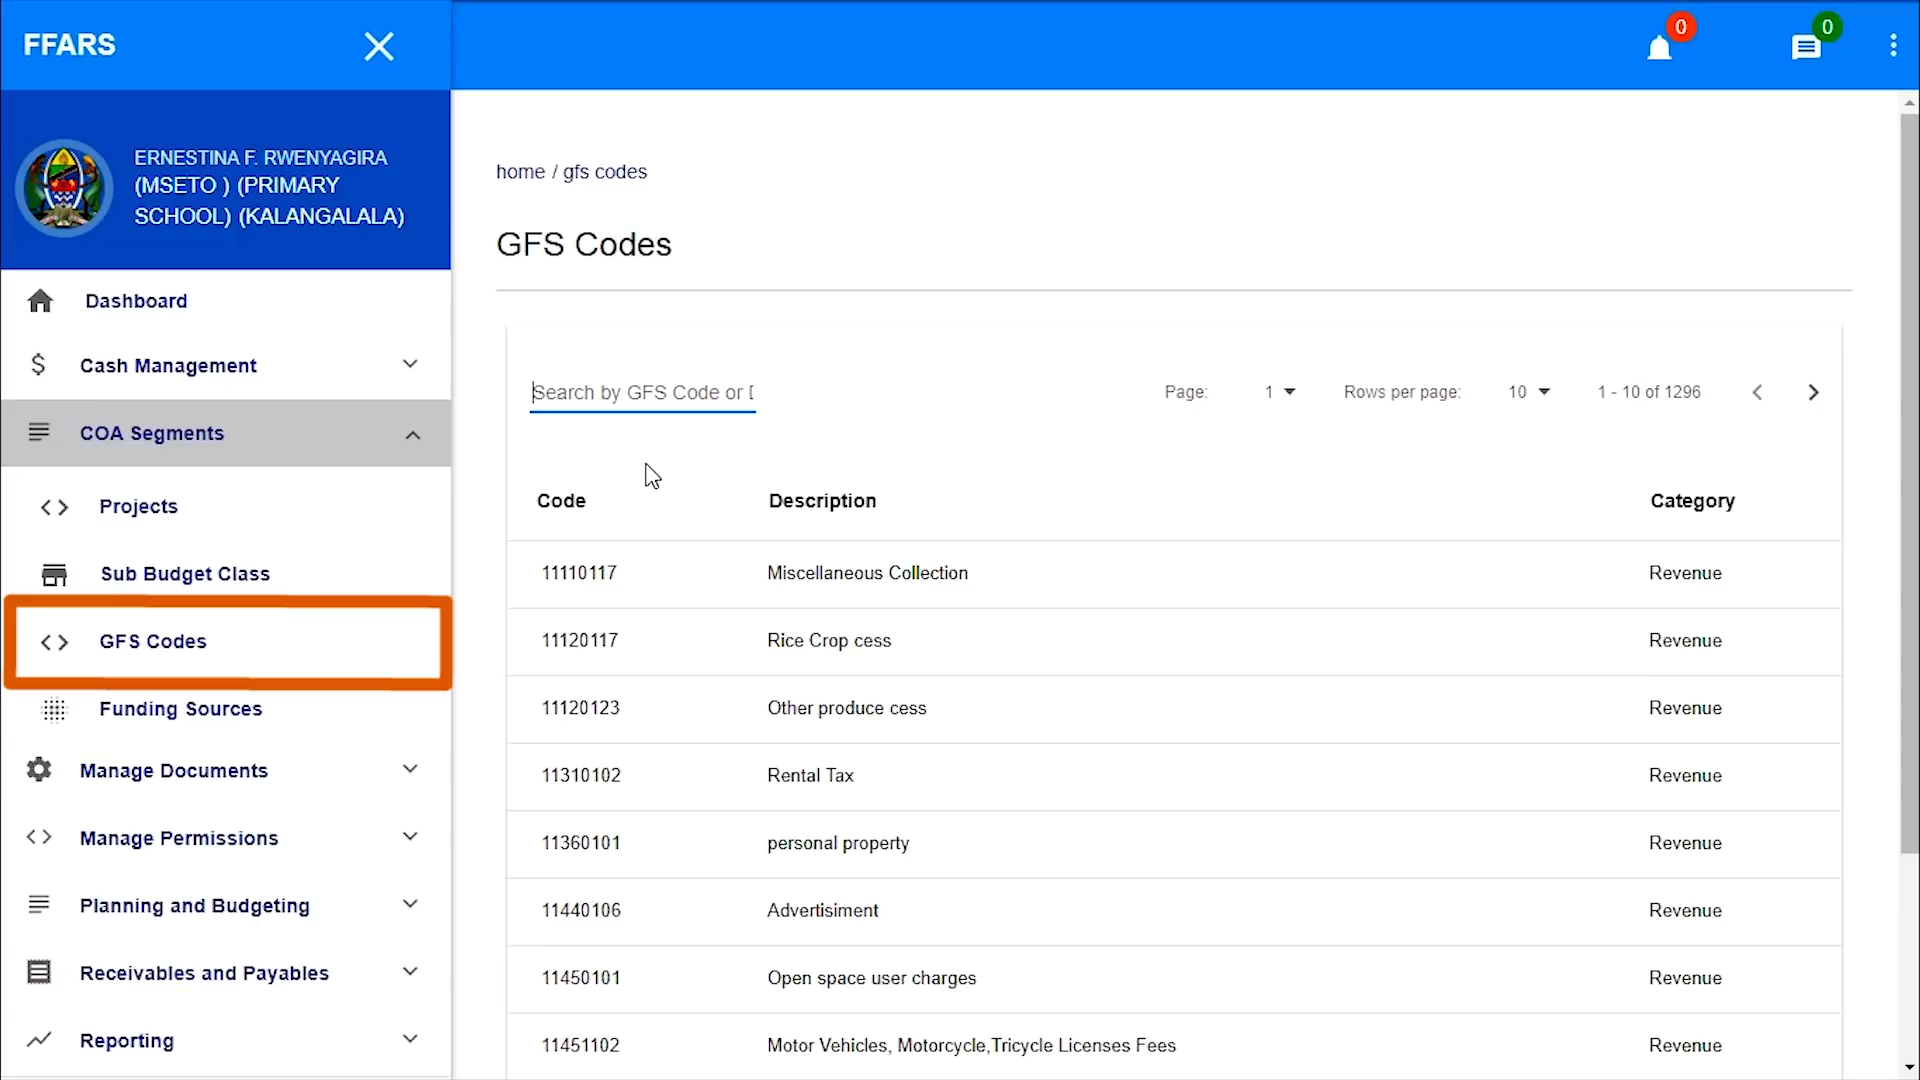 FFARS
0
0
ERNESTINA F. RWENYAGIRA
(MSETO ) (PRIMARY
SCHOOL) (KALANGALALA)
Dashboard
Cash Management
COA Segments
Projects
Sub Budget Class
GFS Codes
Funding Sources
Manage Documents
Manage Permissions
Planning and Budgeting
Receivables and Payables
Reporting
home / gfs codes
GFS Codes
Search by GFS Code or
Page: 1 Rows per page: 10 1 - 10 of 1296
Code Description Category
11110117 Miscellaneous Collection Revenue
11120117 Rice Crop cess Revenue
11120123 Other produce cess Revenue
11310102 Rental Tax Revenue
11360101 personal property Revenue
11440106 Advertisiment Revenue
11450101 Open space user charges Revenue
11451102 Motor Vehicles, Motorcycle,Tricycle Licenses Fees Revenue